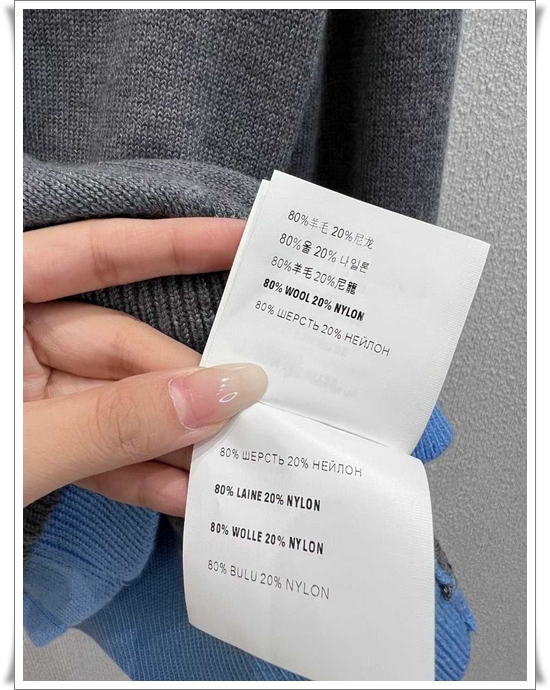 80%羊毛 20%尼龙
80%울 20% 나일론
80%羊毛 20%尼龍
80% WOOL 20% NYLON
80% ШЕРСТЬ 20% НЕЙЛОН
80% ШЕРСТЬ 20% НЕЙЛОН
80% LAINE 20% NYLON
80% WOLLE 20% NYLON
80% BULU 20% NYLON